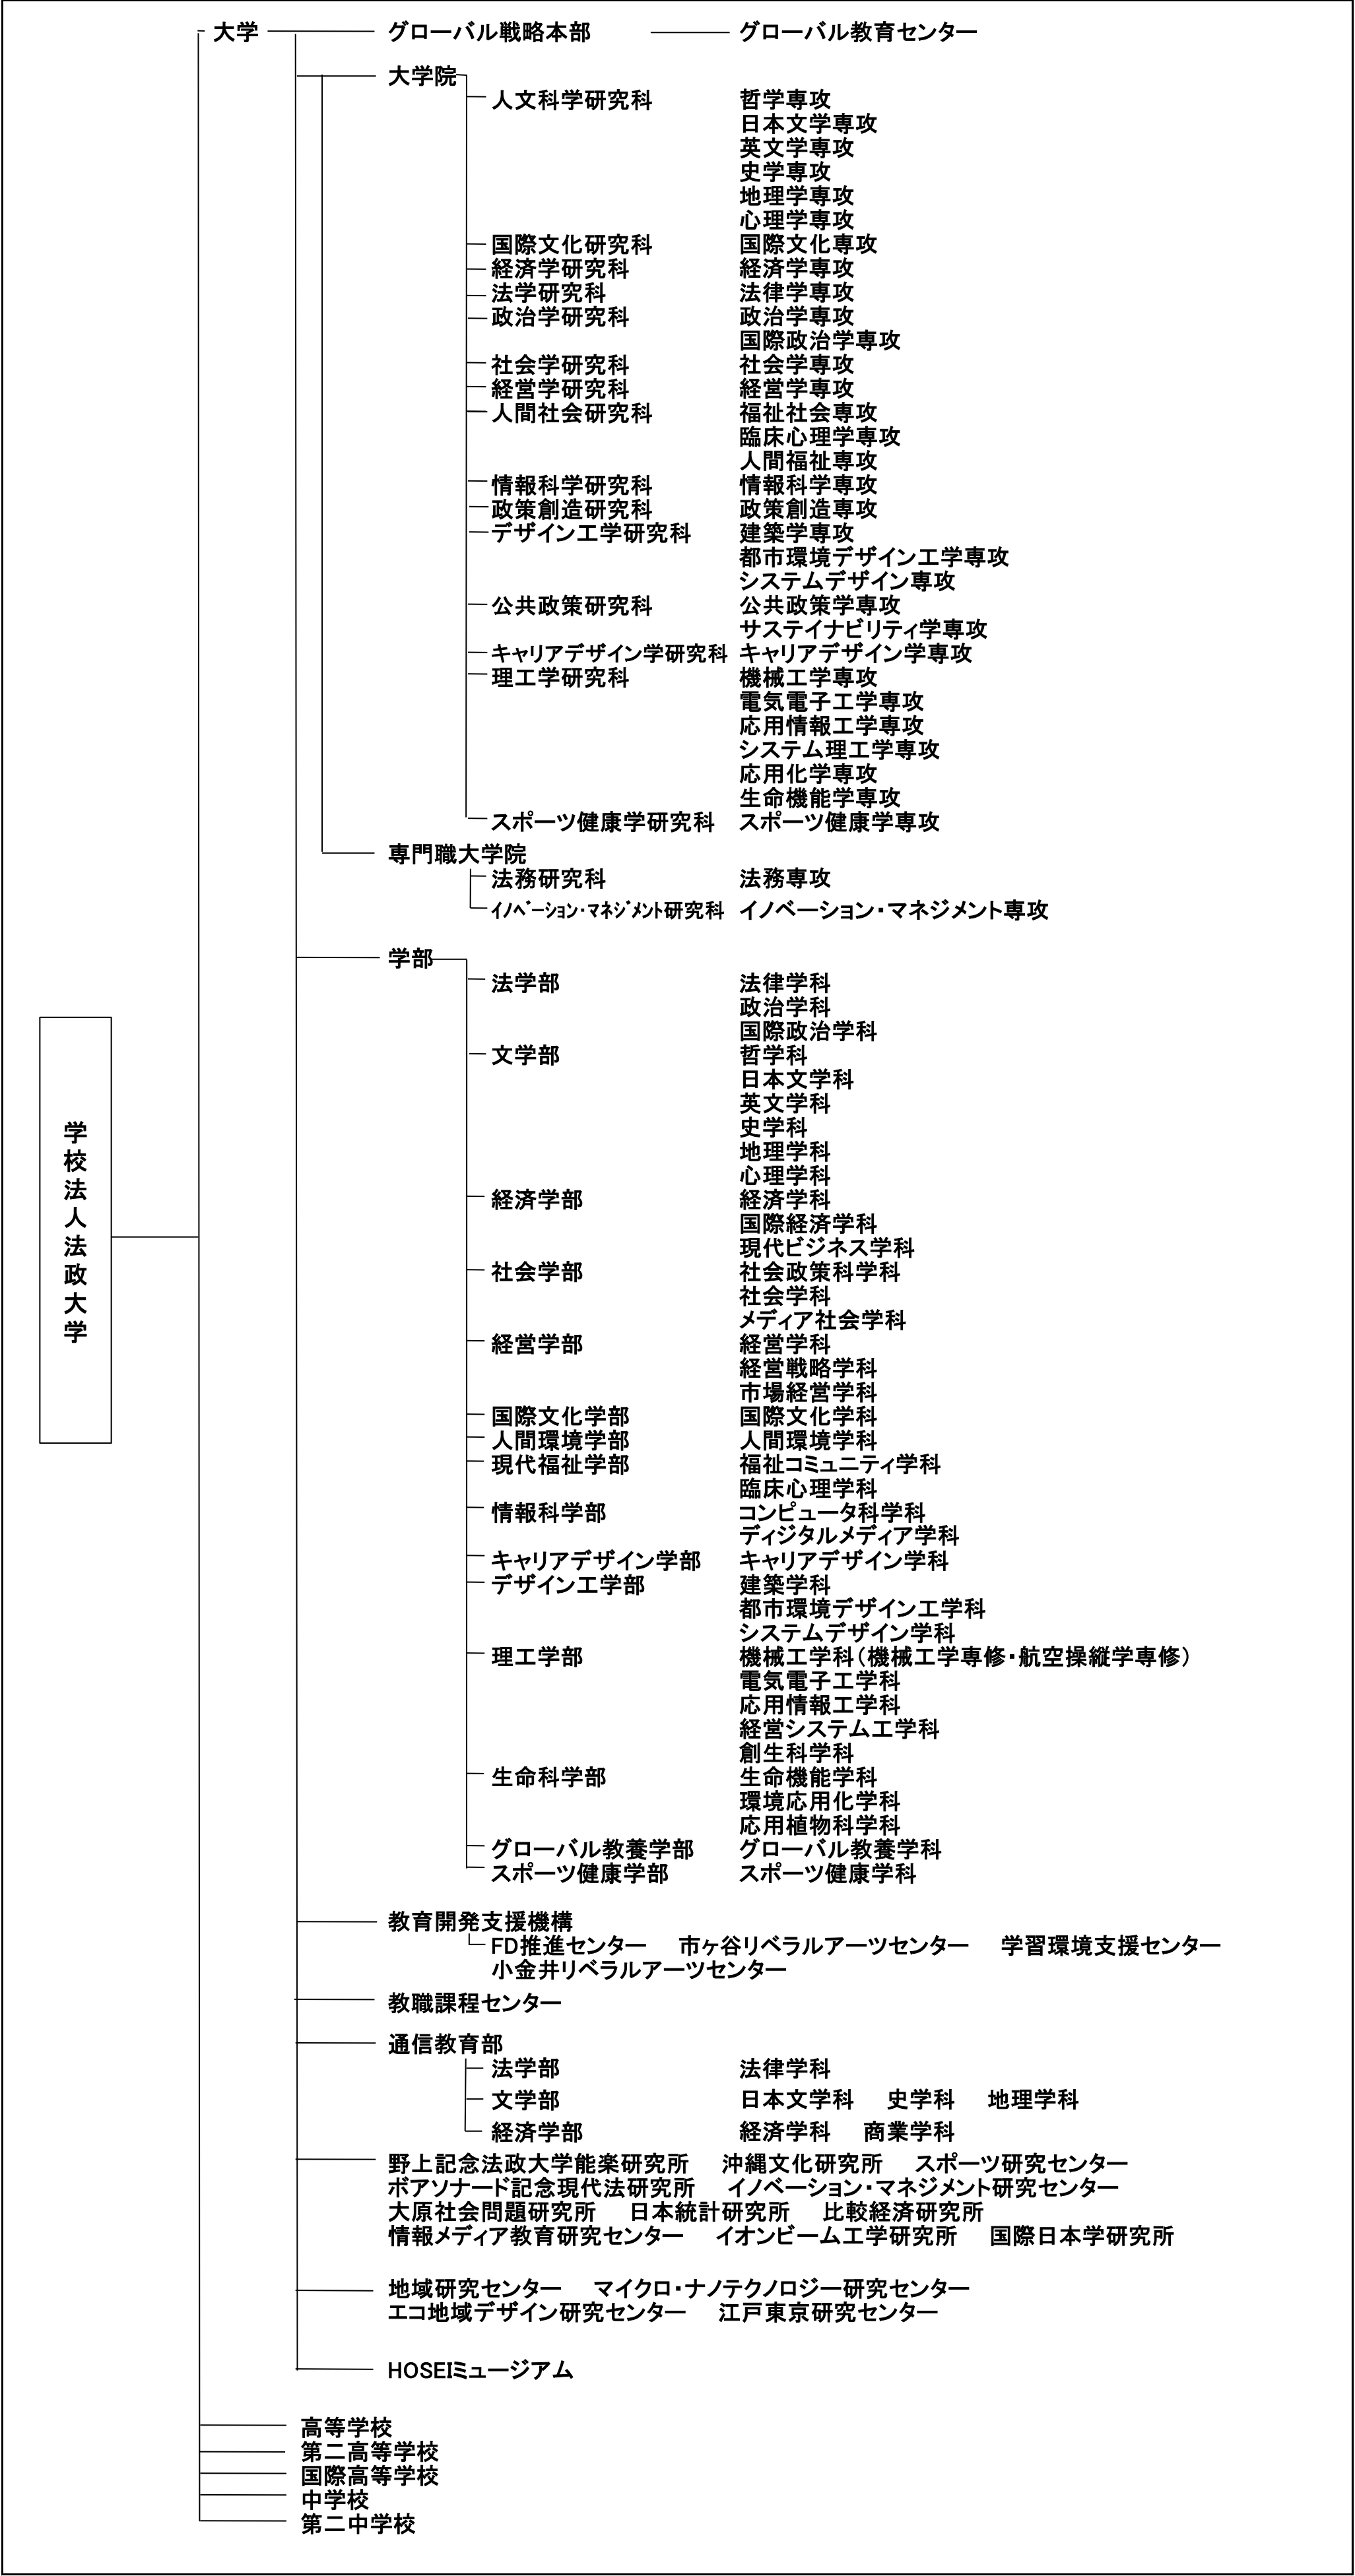 大学 グローバル戦略本部 グローバル教育センター
大学院
人文科学研究科 哲学専攻
日本文学専攻
英文学専攻
史学専攻
地理学専攻
心理学専攻
国際文化研究科 国際文化専攻
経済学研究科 経済学専攻
法学研究科 法律学専攻
政治学研究科 政治学専攻
国際政治学専攻
社会学研究科 社会学専攻
経営学研究科 経営学専攻
人間社会研究科 福祉社会専攻
臨床心理学専攻
人間福祉専攻
情報科学研究科 情報科学専攻
政策創造研究科 政策創造専攻
デザイン工学研究科 建築学専攻
都市環境デザイン工学専攻
システムデザイン専攻
公共政策研究科 公共政策学専攻
サステイナビリティ学専攻
キャリアデザイン学研究科 キャリアデザイン学専攻
理工学研究科 機械工学専攻
電気電子工学専攻
応用情報工学専攻
システム理工学専攻
応用化学専攻
生命機能学専攻
スポーツ健康学研究科 スポーツ健康学専攻
専門職大学院
法務研究科 法務専攻
ｲﾉﾍﾞｰｼｮﾝ･ﾏﾈｼﾞﾒﾝﾄ研究科 イノベーション・マネジメント専攻
学部
法学部 法律学科
政治学科
国際政治学科
文学部 哲学科
日本文学科
英文学科
史学科
地理学科
心理学科
経済学部 経済学科
国際経済学科
現代ビジネス学科
社会学部 社会政策科学科
社会学科
メディア社会学科
経営学部 経営学科
経営戦略学科
市場経営学科
国際文化学部 国際文化学科
人間環境学部 人間環境学科
現代福祉学部 福祉コミュニティ学科
臨床心理学科
情報科学部 コンピュータ科学科
ディジタルメディア学科
キャリアデザイン学部 キャリアデザイン学科
デザイン工学部 建築学科
都市環境デザイン工学科
システムデザイン学科
理工学部 機械工学科（機械工学専修・航空操縦学専修）
電気電子工学科
応用情報工学科
経営システム工学科
創生科学科
生命科学部 生命機能学科
環境応用化学科
応用植物科学科
グローバル教養学部 グローバル教養学科
スポーツ健康学部 スポーツ健康学科
学校法人法政大学
教育開発支援機構
FD推進センター 市ヶ谷リベラルアーツセンター 学習環境支援センター
小金井リベラルアーツセンター
教職課程センター
通信教育部
法学部 法律学科
文学部 日本文学科 史学科 地理学科
経済学部 経済学科 商業学科
野上記念法政大学能楽研究所 沖縄文化研究所 スポーツ研究センター
ボアソナード記念現代法研究所 イノベーション・マネジメント研究センター
大原社会問題研究所 日本統計研究所 比較経済研究所
情報メディア教育研究センター イオンビーム工学研究所 国際日本学研究所
地域研究センター マイクロ・ナノテクノロジー研究センター
エコ地域デザイン研究センター 江戸東京研究センター
HOSEIミュージアム
高等学校
第二高等学校
国際高等学校
中学校
第二中学校